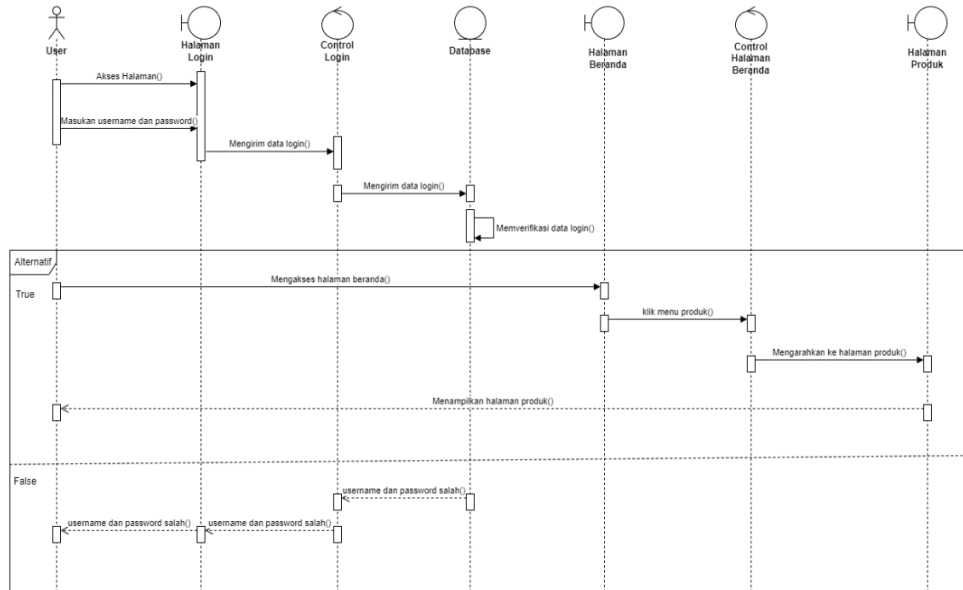 User
Halaman
Login
Control
Login
Database
Halaman
Beranda
Control
Halaman
Beranda
Halaman
Produk
Akses Halaman()
Masukan username dan password()
Mengirim data login()
Mengirim data login()
Memverifikasi data login()
Alternatif
True
Mengakses halaman beranda()
klik menu produk()
Mengarahkan ke halaman produk()
Menampilkan halaman produk()
False
username dan password salah()
username dan password salah()
username dan password salah()